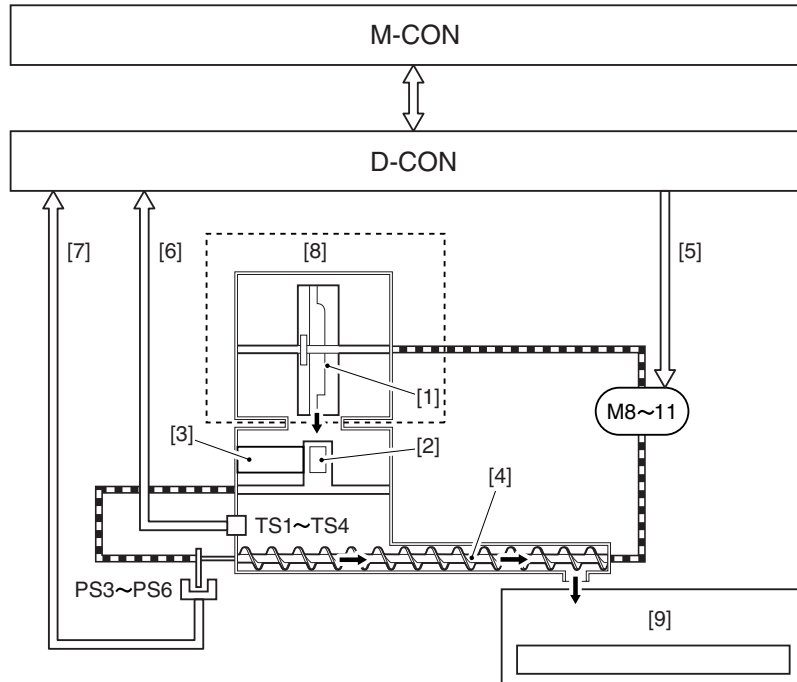 M-CON
D-CON
[7]
[6]
[8]
[5]
[1]
M8～11
[3]
[2]
[4]
TS1～TS4
PS3～PS6
[9]